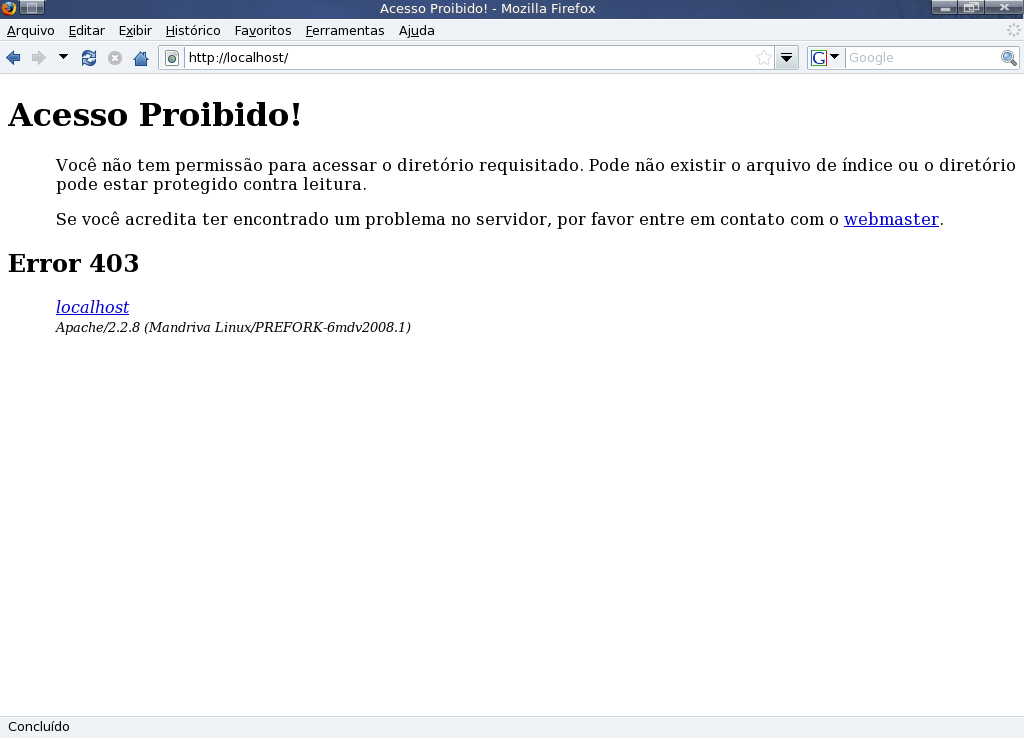 Acesso Proibido! - Mozilla Firefox
Arquivo Editar Exibir Histórico Favoritos Ferramentas Ajuda
http://localhost/ G Google
Acesso Proibido!
Você não tem permissão para acessar o diretório requisitado. Pode não existir o arquivo de índice ou o diretório
pode estar protegido contra leitura.
Se você acredita ter encontrado um problema no servidor, por favor entre em contato com o webmaster.
Error 403
localhost
Apache/2.2.8 (Mandriva Linux/PREFORK-6mdv2008.1)
Concluído